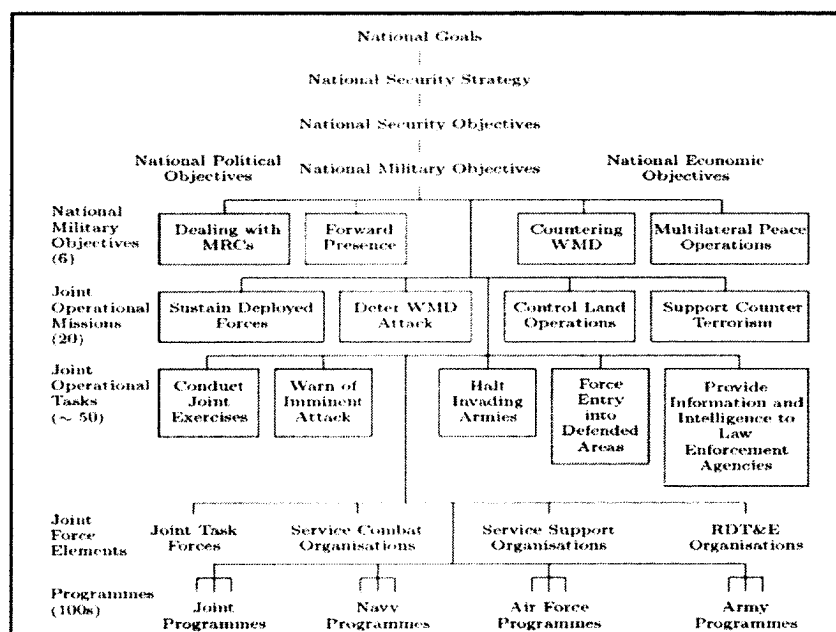 National Goals
National Security Strategy
National Security Objectives
National Political
Objectives
National Military Objectives
National Economic
Objectives
National
Military
Objectives
(6)
Dealing with
MRCs
Forward
Presence
Countering
WMD
Multilateral Peace
Operations
Joint
Operational
Missions
(20)
Sustain Deployed
Forces
Deter WMD
Attack
Control Land
Operations
Support Counter
Terrorism
Joint
Operational
Tasks
(~ 50)
Conduct
Joint
Exercises
Warn of
Imminent
Attack
Halt
Invading
Armies
Force
Entry
into
Defended
Areas
Provide
Information and
Intelligence to
Law
Enforcement
Agencies
Joint
Force
Elements
Joint Task
Forces
Service Combat
Organisations
Service Support
Organisations
RDT&E
Organisations
Programmes
(100s)
Joint
Programmes
Navy
Programmes
Air Force
Programmes
Army
Programmes